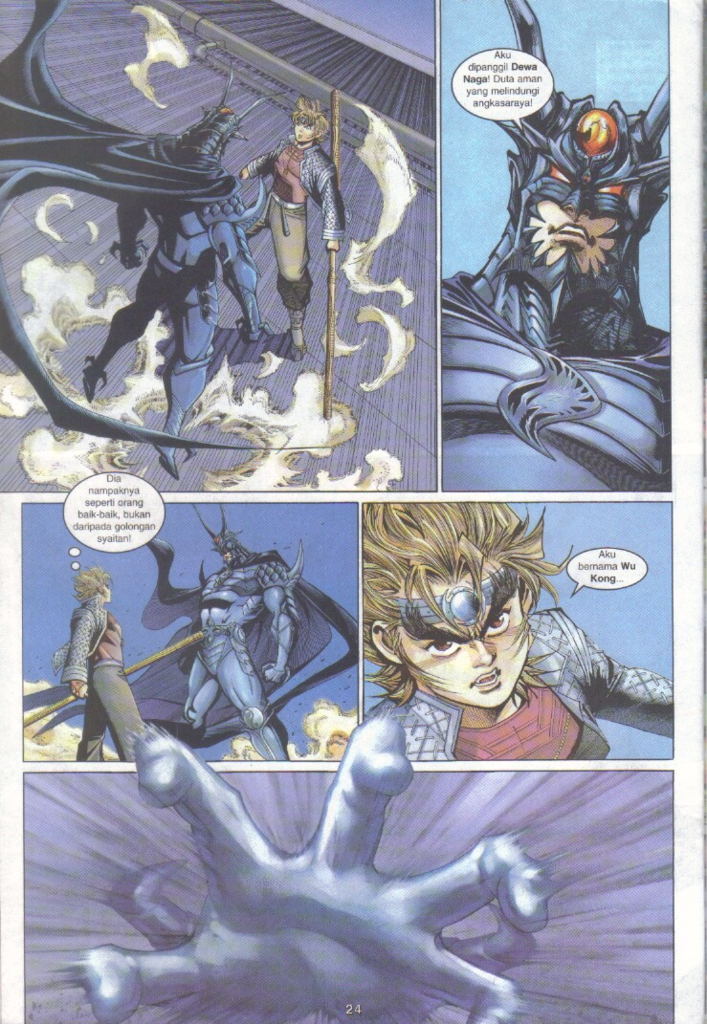 Aku
dipanggil Dewa
Naga! Duta aman
yang melindungi
angkasaraya!
Dia
nampaknya
seperti orang
baik-baik, bukan
daripada golongan
syaitan!
Aku
bernama Wu
Kong...
24